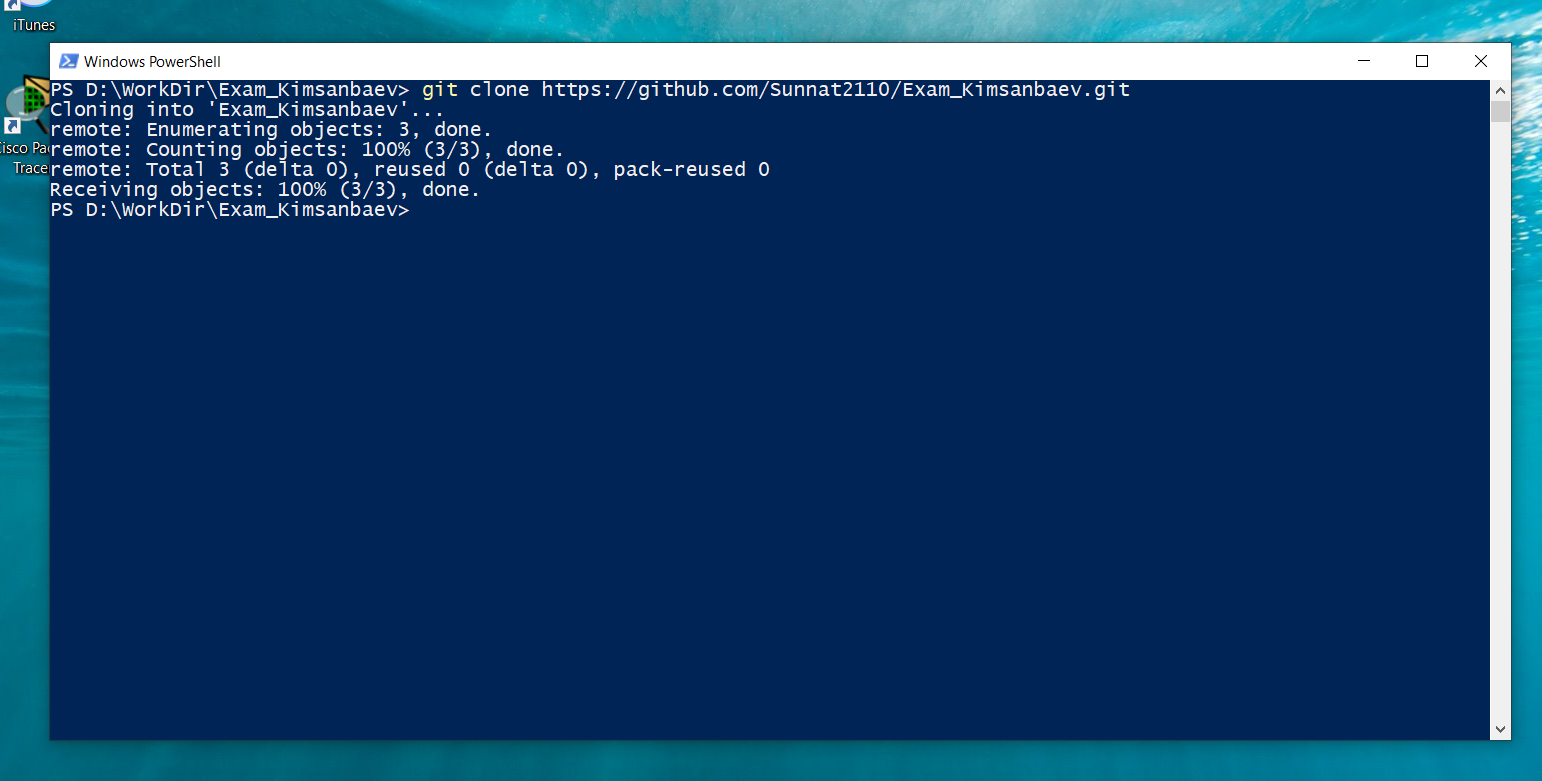 iTunes
Windows PowerShell
PS D:\WorkDir\Exam_Kimsanbaev> git clone https://github.com/Sunnat2110/Exam_Kimsanbaev.git
Cloning into 'Exam_Kimsanbaev'...
remote: Enumerating objects: 3, done.
remote: Counting objects: 100% (3/3), done.
remote: Total 3 (delta 0), reused 0 (delta 0), pack-reused 0
Receiving objects: 100% (3/3), done.
PS D:\WorkDir\Exam_Kimsanbaev>
isco Pa
Trace